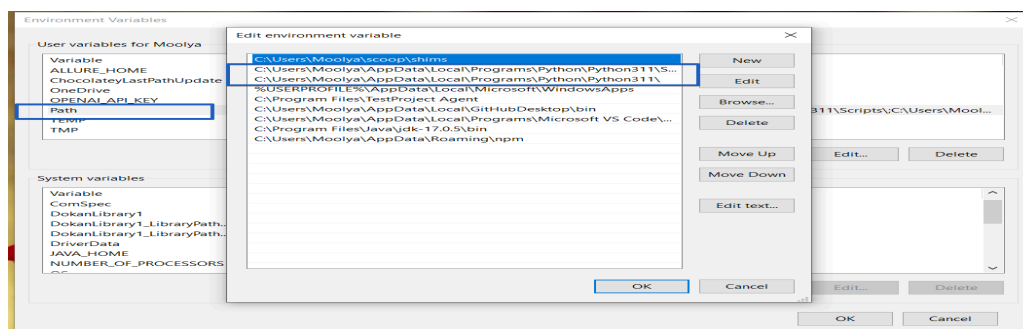 Environment Variables
User variables for Moolya
Variable
ALLURE_HOME
ChocolateyLastPathUpdate
OneDrive
OPENAI_API_KEY
Path
TEMP
TMP
Edit environment variable
C:\Users\Moolya\scoop\shims
C:\Users\Moolya\AppData\Local\Programs\Python\Python311\S...
C:\Users\Moolya\AppData\Local\Programs\Python\Python311\
%USERPROFILE%\AppData\Local\Microsoft\WindowsApps
C:\Program Files\TestProject Agent
C:\Users\Moolya\AppData\Local\GitHubDesktop\bin
C:\Users\Moolya\AppData\Local\Programs\Microsoft VS Code\...
C:\Program Files\Java\jdk-17.0.5\bin
C:\Users\Moolya\AppData\Roaming\npm
New
Edit
Browse...
Delete
Move Up
Move Down
Edit text...
OK
Cancel
311\Scripts\;C:\Users\Mool...
Edit...
Delete
System variables
Variable
ComSpec
DokanLibrary1
DokanLibrary1_LibraryPath...
DokanLibrary1_LibraryPath...
DriverData
JAVA_HOME
NUMBER_OF_PROCESSORS
OS
Edit...
Delete
OK
Cancel